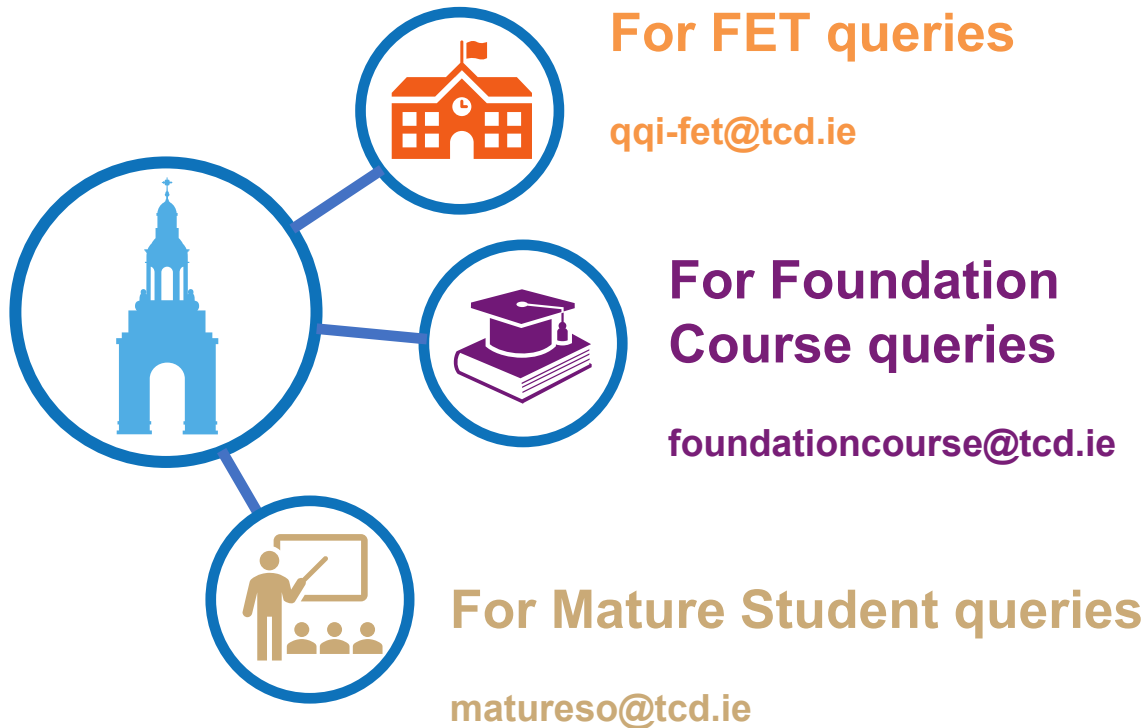 For FET queries
qqi-fet@tcd.ie
For Foundation
Course queries
foundationcourse@tcd.ie
For Mature Student queries
matureso@tcd.ie